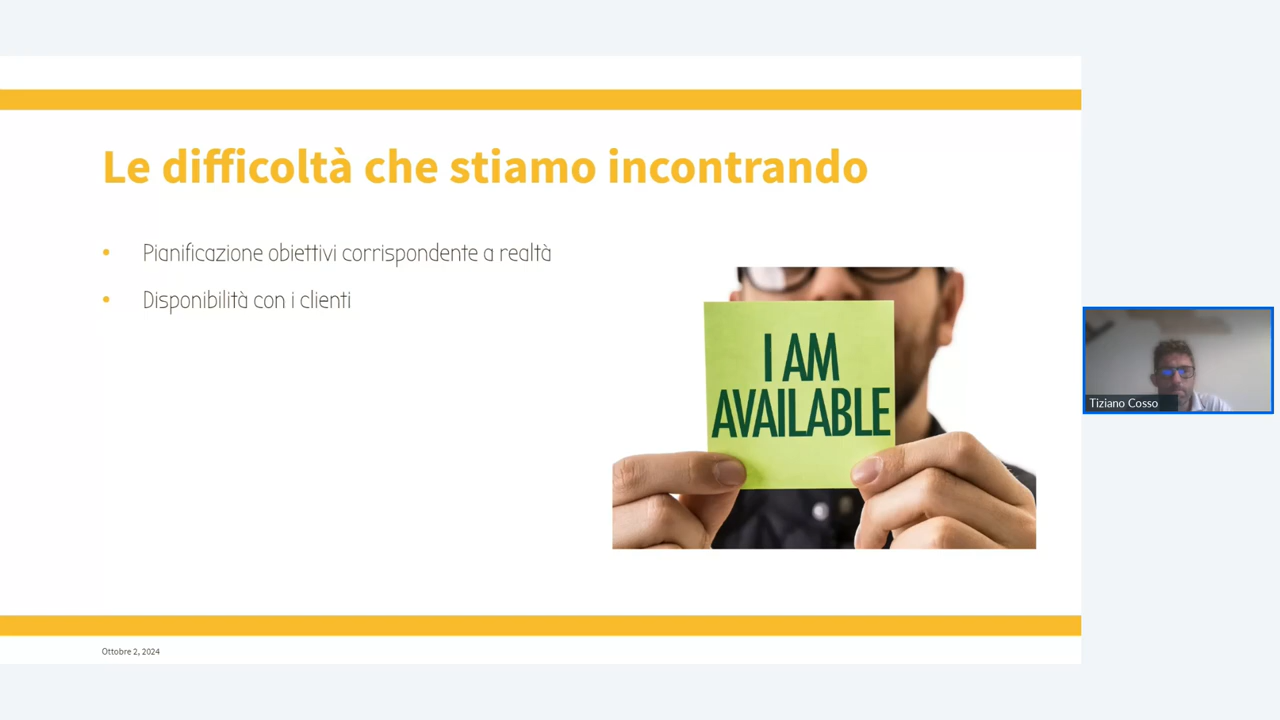 Le difficoltà che stiamo incontrando
• Pianificazione obiettivi corrispondente a realtà
• Disponibilità con i clienti
I AM
AVAILABLE
Tiziano Cosso
Ottobre 2, 2024